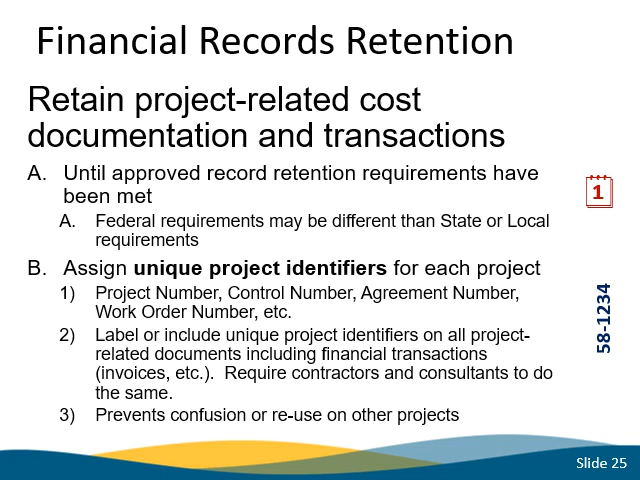 Financial Records Retention
Retain project-related cost
documentation and transactions
A. Until approved record retention requirements have
been met
A. Federal requirements may be different than State or Local
requirements
B. Assign unique project identifiers for each project
1) Project Number, Control Number, Agreement Number,
Work Order Number, etc.
2) Label or include unique project identifiers on all project-
related documents including financial transactions
(invoices, etc.). Require contractors and consultants to do
the same.
3) Prevents confusion or re-use on other projects
1
58-1234
Slide 25